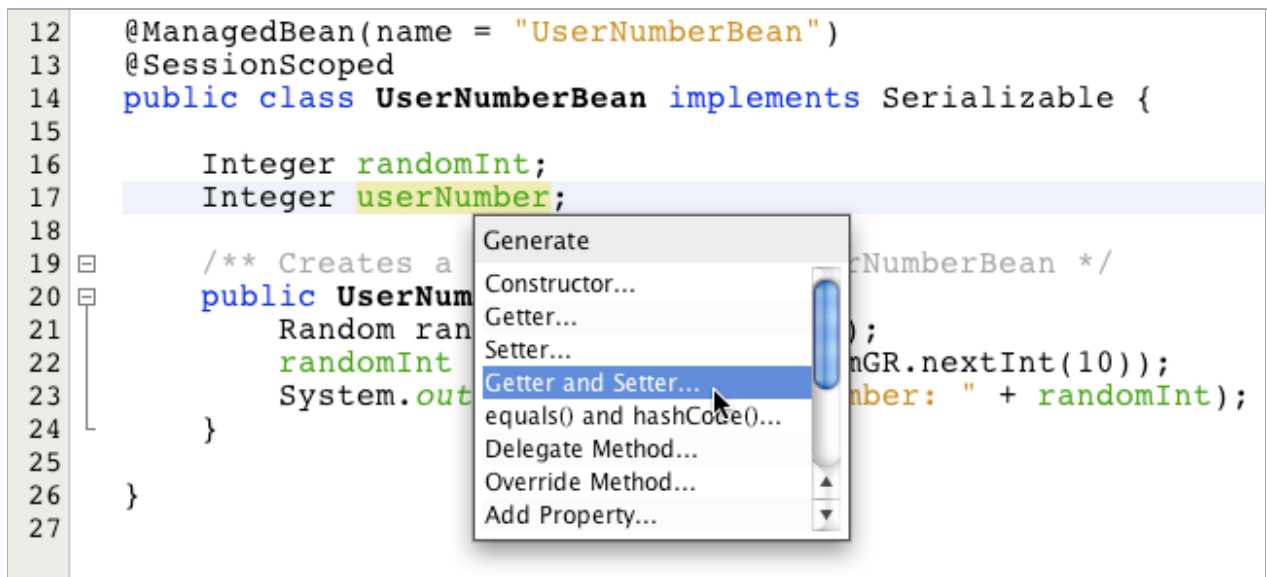 12 @ManagedBean(name = "UserNumberBean")
13 @SessionScoped
14 public class UserNumberBean implements Serializable {
15
16 Integer randomInt;
17 Integer userNumber;
18
19 /** Creates a rNumberBean */
20 public UserNum
21 Random ran );
22 randomInt mGR.nextInt(10));
23 System.out mber: " + randomInt);
24 }
25
26 }
27
Generate
Constructor...
Getter...
Setter...
Getter and Setter...
equals() and hashCode()...
Delegate Method...
Override Method...
Add Property...